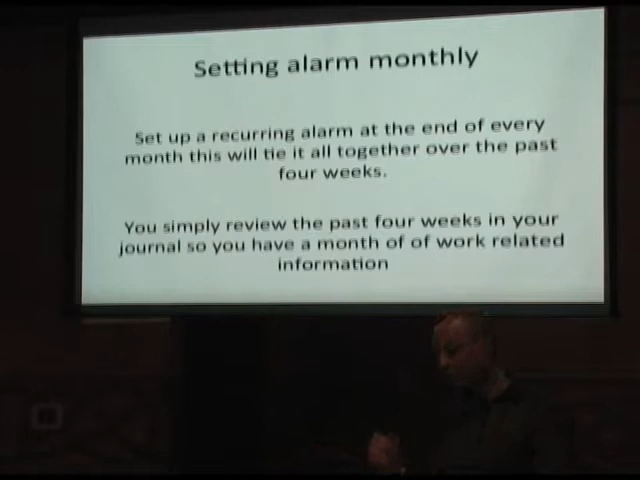 Setting alarm monthly
Set up a recurring alarm at the end of every
month this will tie it all together over the past
four weeks.
You simply review the past four weeks in your
journal so you have a month of of work related
information